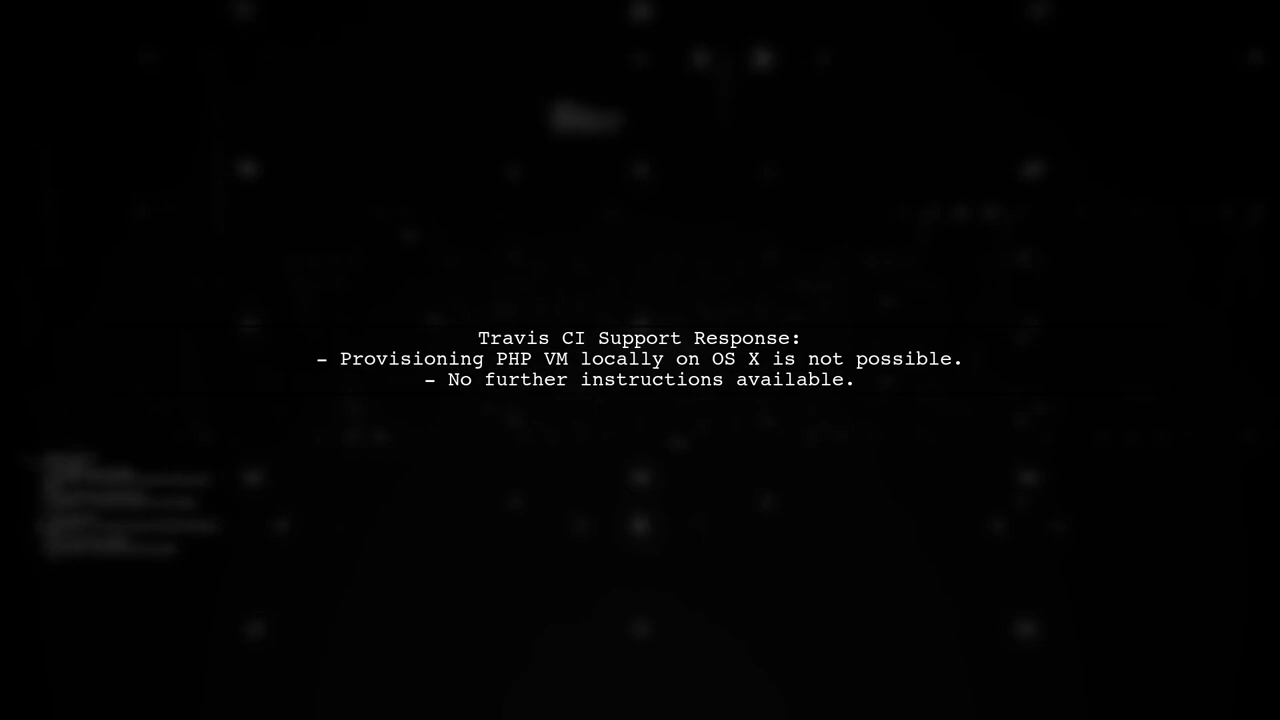 Travis CI Support Response:
- Provisioning PHP VM locally on OS X is not possible.
- No further instructions available.